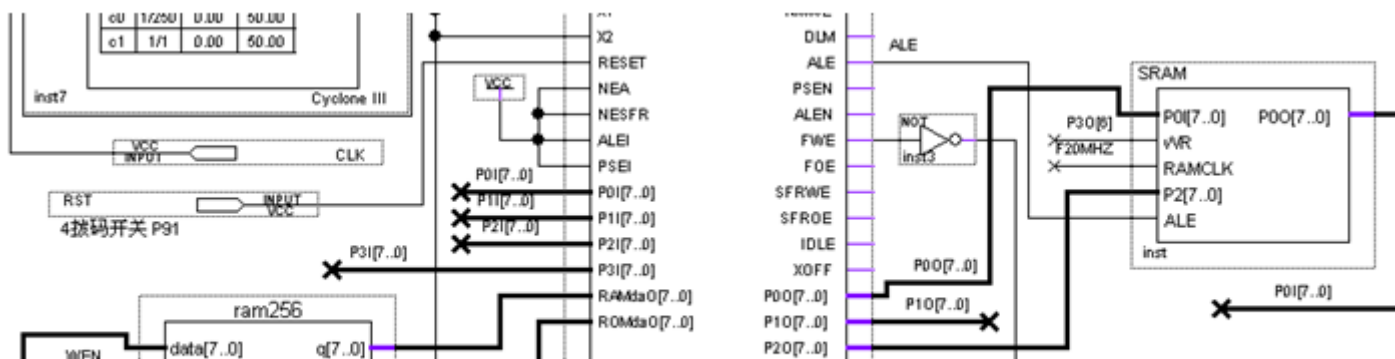 c0 1/250 0.00 50.00
c1 1/1 0.00 50.00
inst7
Cyclone III
VCC
INPUT
CLK
RST
INPUT
VCC
4拨码开关 P91
X2
RESET
VCC
NEA
NESFR
ALEI
PSEI
P0I[7..0]
P0I[7..0]
P1I[7..0]
P1I[7..0]
P2I[7..0]
P2I[7..0]
P3I[7..0]
P3I[7..0]
RAMdaO[7..0]
ROMdaO[7..0]
ram256
data[7..0]
q[7..0]
WEN
DLM
ALE
ALE
PSEN
ALEN
FWE
FOE
SFRWE
SFROE
IDLE
XOFF
P0O[7..0]
P0O[7..0]
P1O[7..0]
P1O[7..0]
P2O[7..0]
NOT
inst3
SRAM
P3O[6]
F20MHZ
P0I[7..0]
P0O[7..0]
WR
RAMCLK
P2[7..0]
ALE
inst
P0I[7..0]